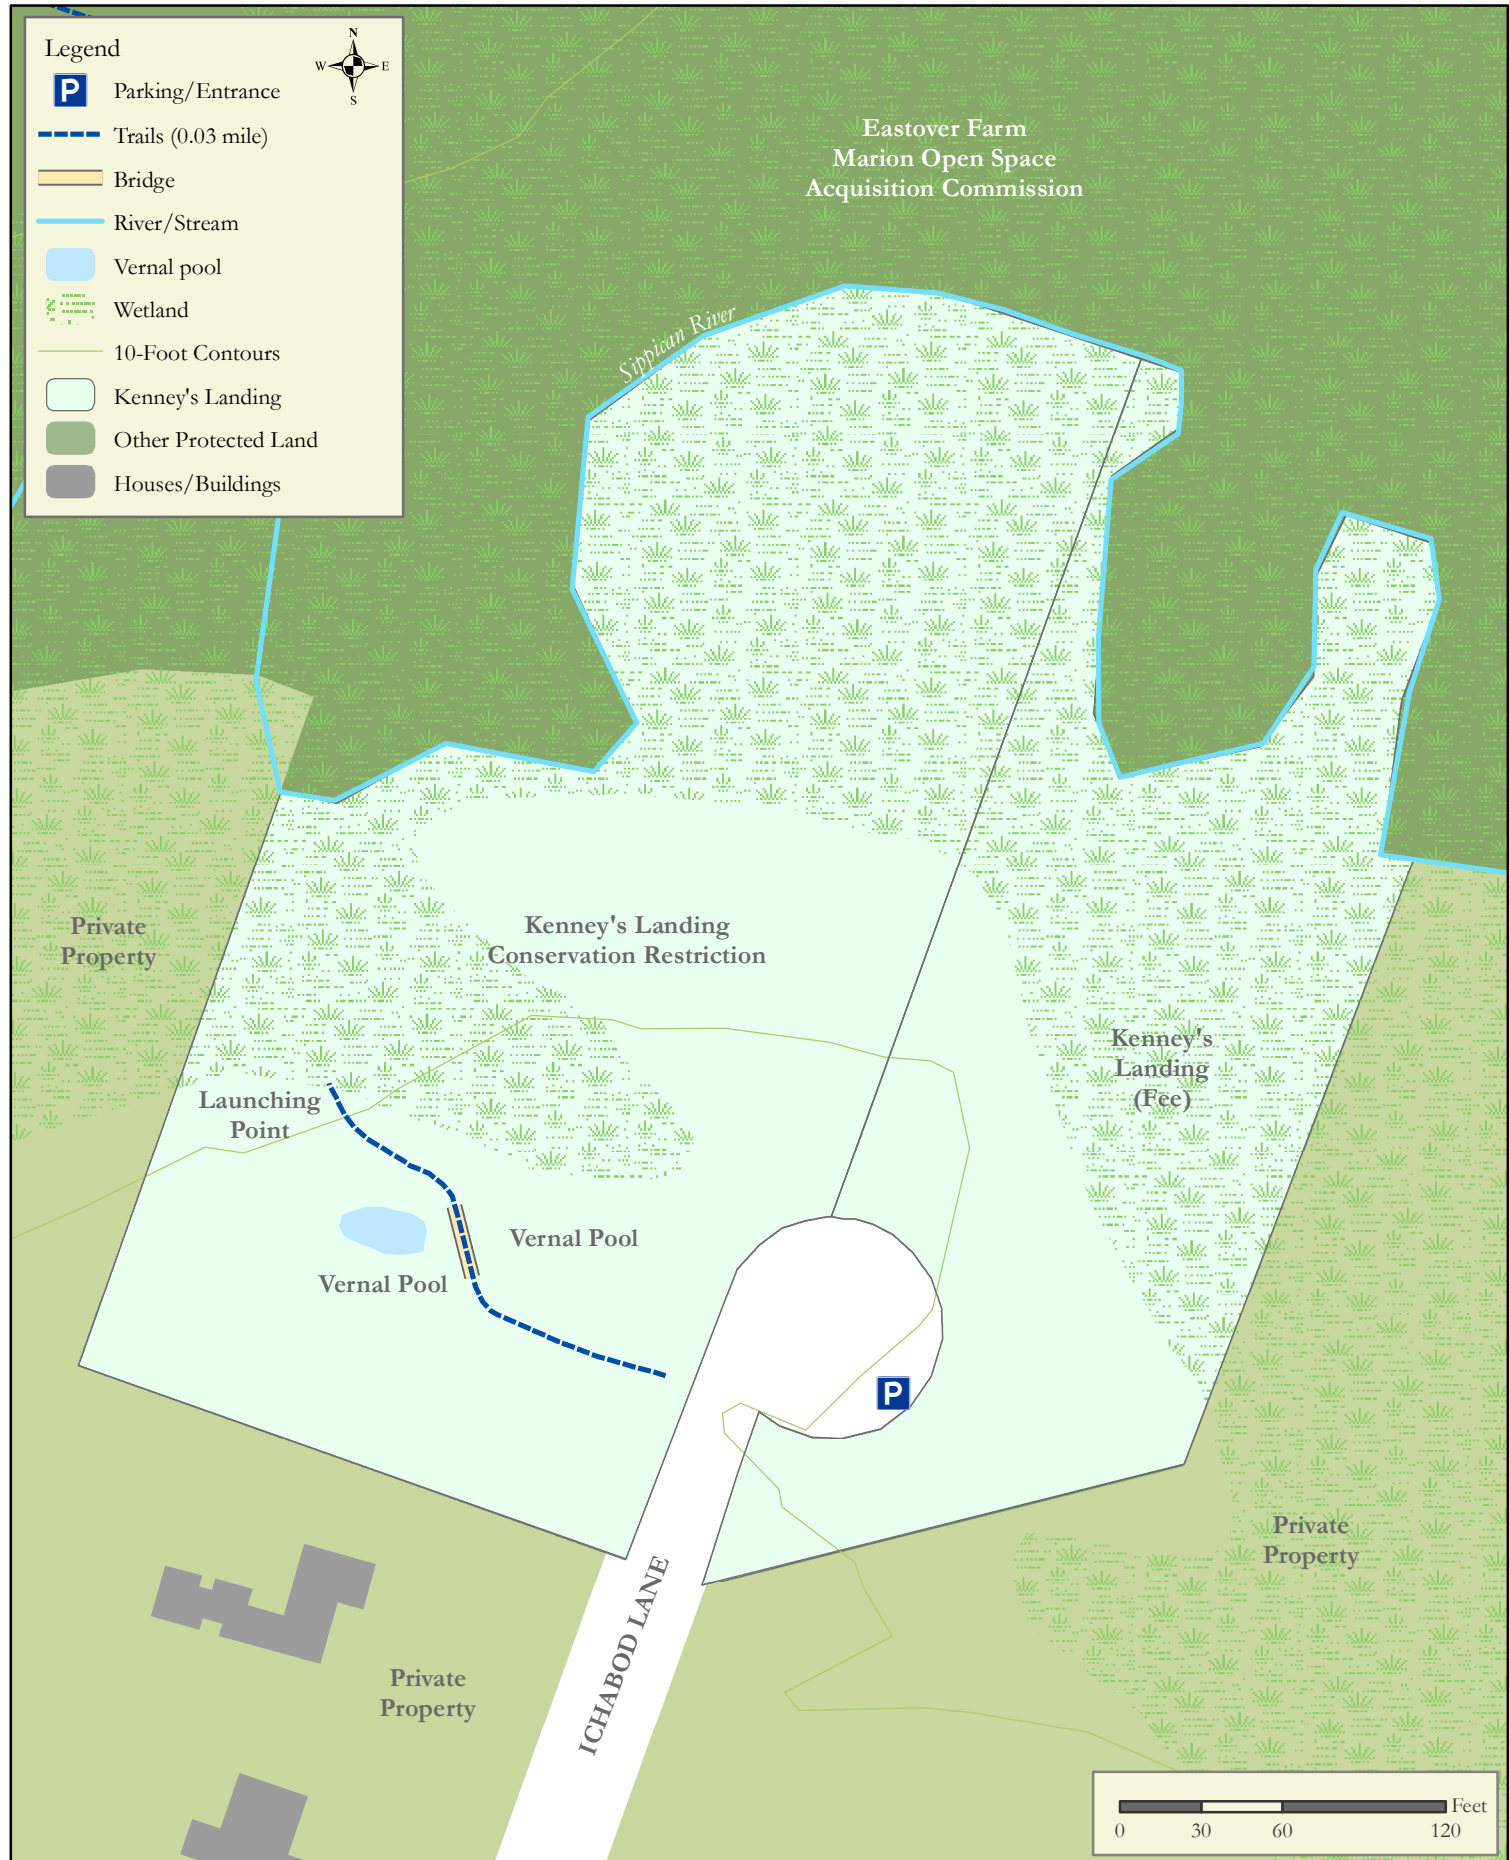 Legend
N
W E
S
P Parking/Entrance
Trails (0.03 mile)
Bridge
River/Stream
Vernal pool
Wetland
10-Foot Contours
Kenney's Landing
Other Protected Land
Houses/Buildings
Eastover Farm
Marion Open Space
Acquisition Commission
Sippican River
Private
Property
Kenney's Landing
Conservation Restriction
Kenney's
Landing
(Fee)
Launching
Point
Vernal Pool
Vernal Pool
P
Private
Property
ICHABOD LANE
Private
Property
Feet
0 30 60 120